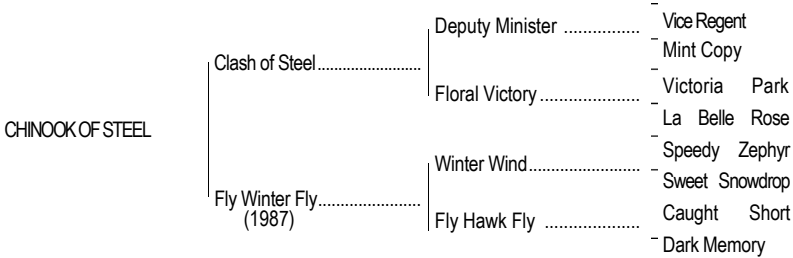 Vice Regent
Deputy Minister ................
Mint Copy
Clash of Steel.........................
Victoria Park
Floral Victory.....................
La Belle Rose
CHINOOK OF STEEL
Speedy Zephyr
Winter Wind.......................
Sweet Snowdrop
Fly Winter Fly........................
(1987)
Caught Short
Fly Hawk Fly ....................
Dark Memory